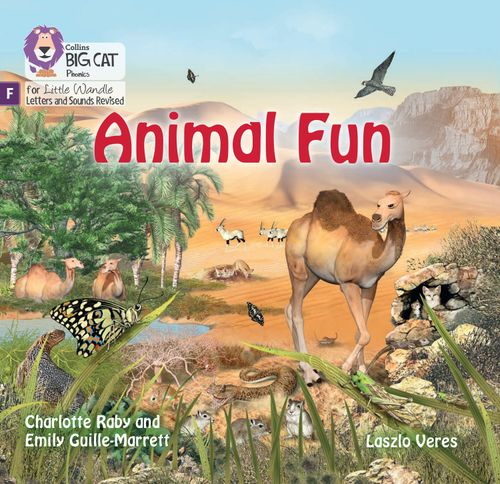 Collins
BIG CAT
Phonics
F
for Little Wandle
Letters and Sounds Revised
Animal Fun
Charlotte Raby and
Emily Guille-Marrett
Laszlo Veres